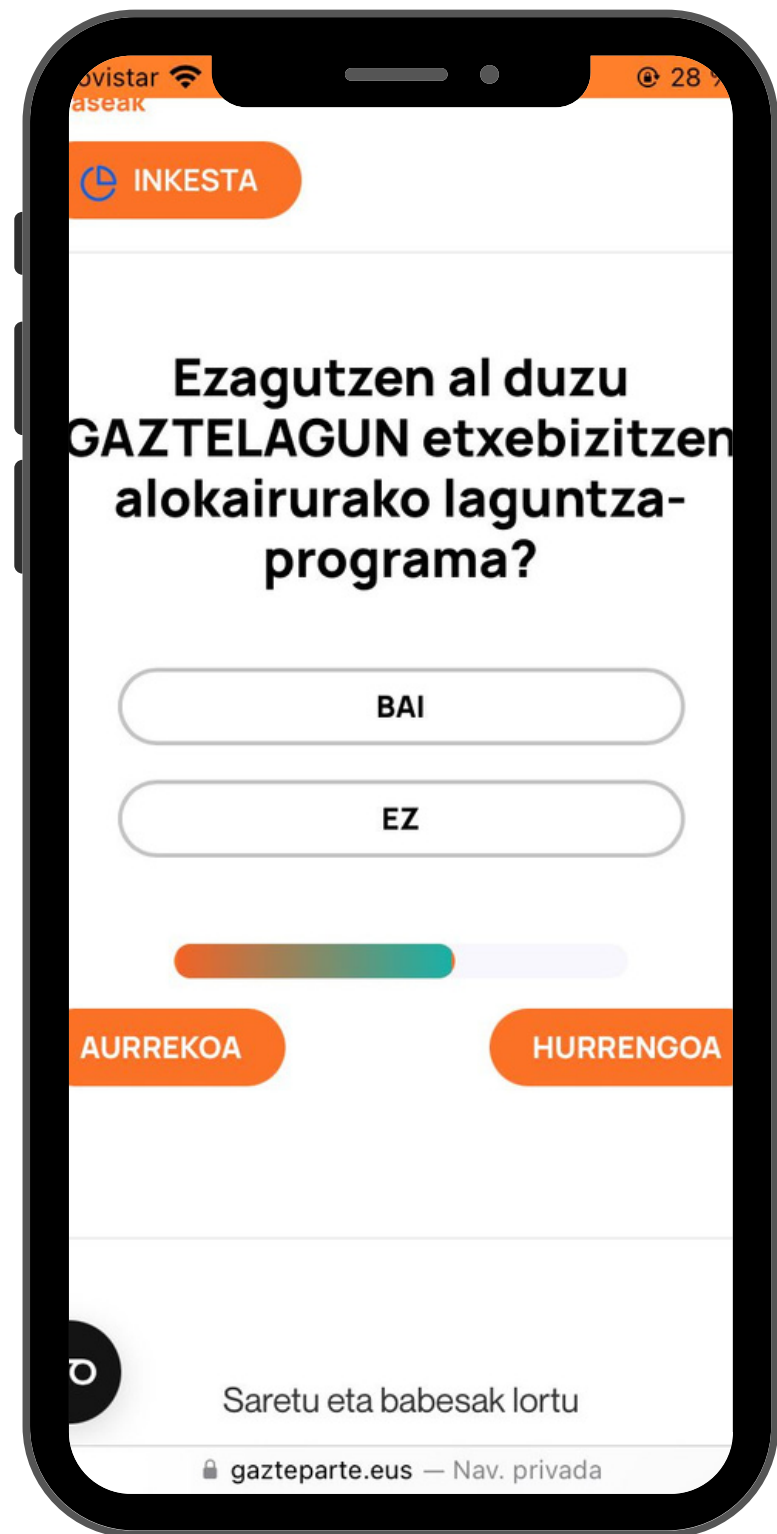 ovistar 28 %
aseak
INKESTA
Ezagutzen al duzu
GAZTELAGUN etxebizitzen
alokairurako laguntza-
programa?
BAI
EZ
AURREKOA
HURRENGOA
Saretu eta babesak lortu
gazteparte.eus — Nav. privada